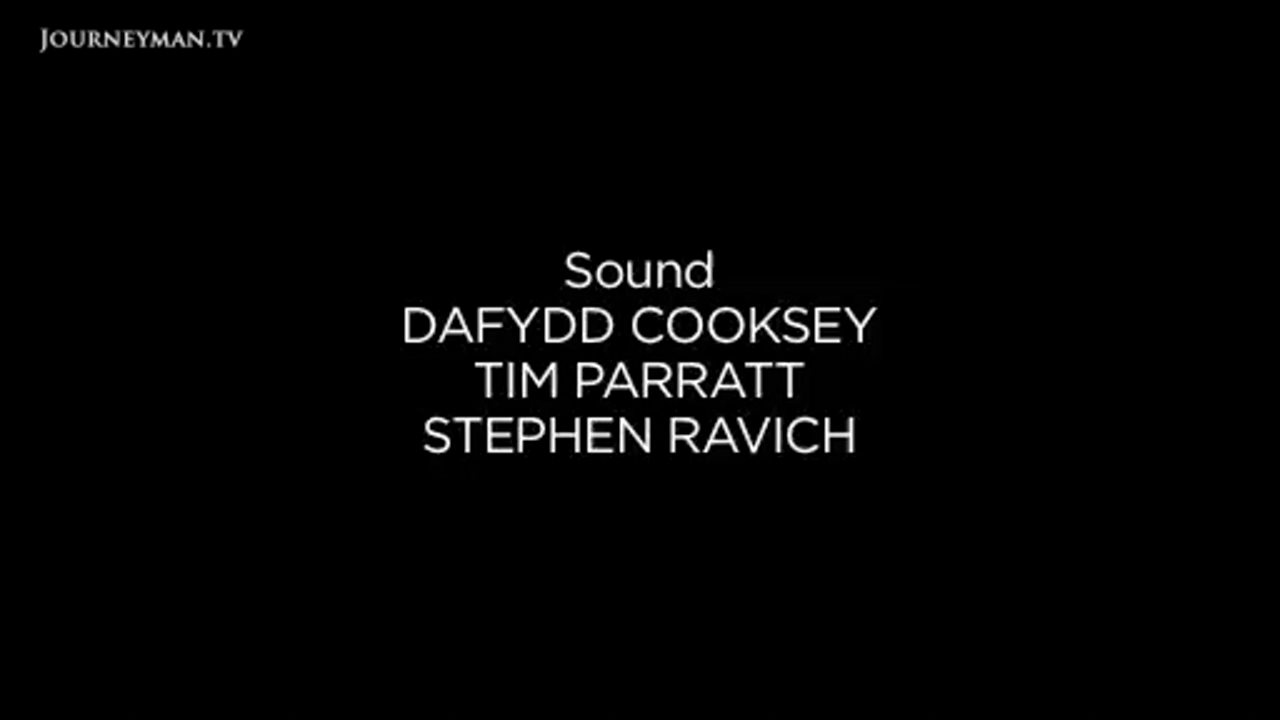 JOURNEYMAN.TV
Sound
DAFYDD COOKSEY
TIM PARRATT
STEPHEN RAVICH